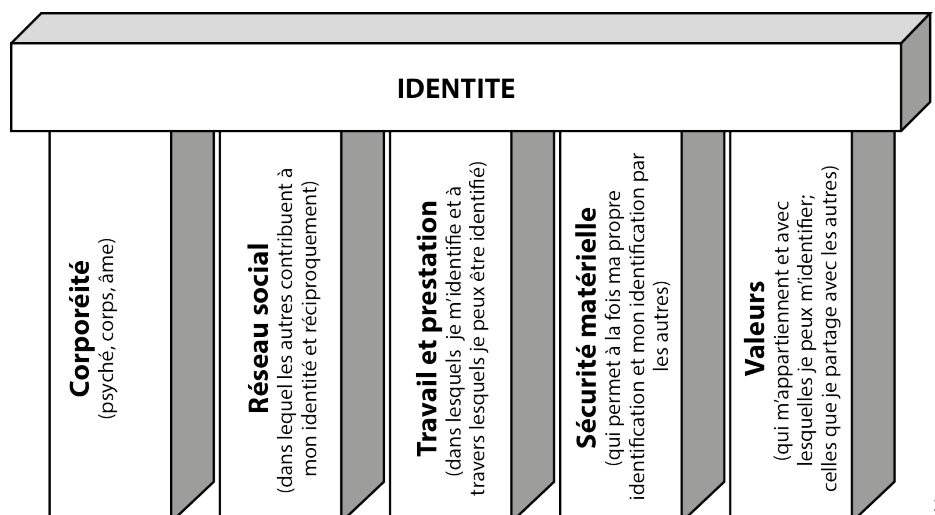 IDENTITE
Corporéité
(psyché, corps, âme)
Réseau social
(dans lequel les autres contribuent à
mon identité et réciproquement)
Travail et prestation
(dans lesquels je m’identifie et à
travers lesquels je peux être identifié)
Sécurité matérielle
(qui permet à la fois ma propre
identification et mon identification par
les autres)
Valeurs
(qui m’appartiennent et avec
lesquelles je peux m’identifier;
celles que je partage avec les autres)